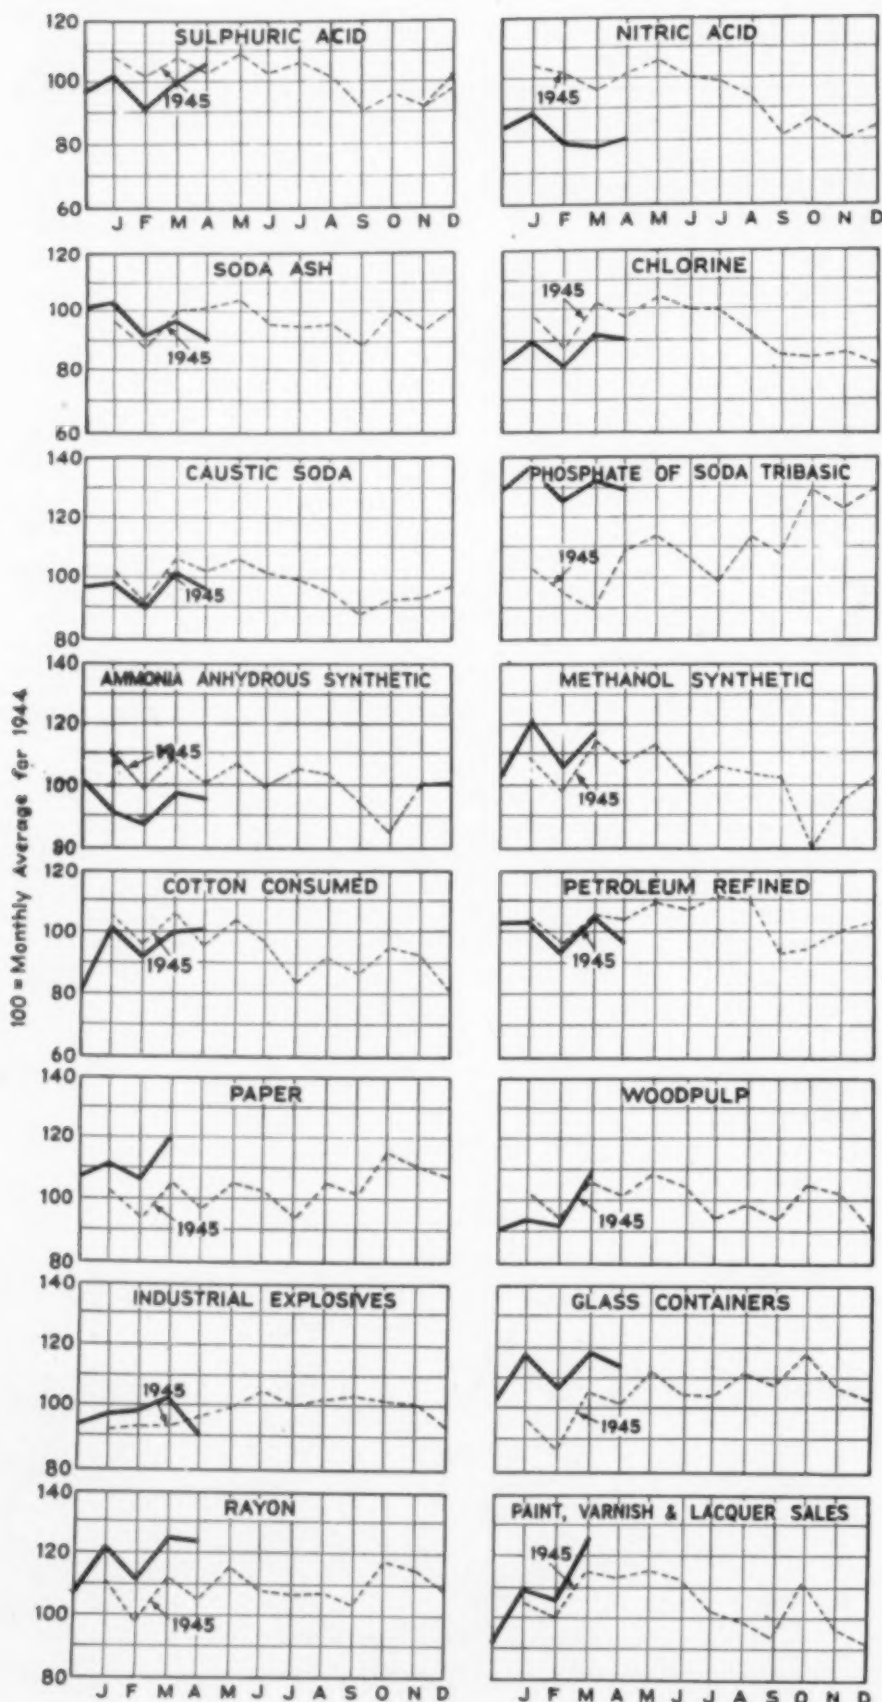 100 = Monthly Average for 1944
120 SULPHURIC ACID
100
1945
80
60
J F M A M J J A S O N D
NITRIC ACID
1945
J F M A M J J A S O N D
120
SODA ASH
100
1945
80
60
CHLORINE
1945
140
CAUSTIC SODA
120
100
1945
80
PHOSPHATE OF SODA TRIBASIC
1945
140
AMMONIA ANHYDROUS SYNTHETIC
120
1945
100
80
METHANOL SYNTHETIC
1945
120
COTTON CONSUMED
100
1945
80
60
PETROLEUM REFINED
1945
140
PAPER
120
100
1945
80
WOODPULP
1945
140
INDUSTRIAL EXPLOSIVES
120
1945
100
80
GLASS CONTAINERS
1945
140
RAYON
120
100
1945
80
J F M A M J J A S O N D
PAINT, VARNISH & LACQUER SALES
1945
J F M A M J J A S O N D